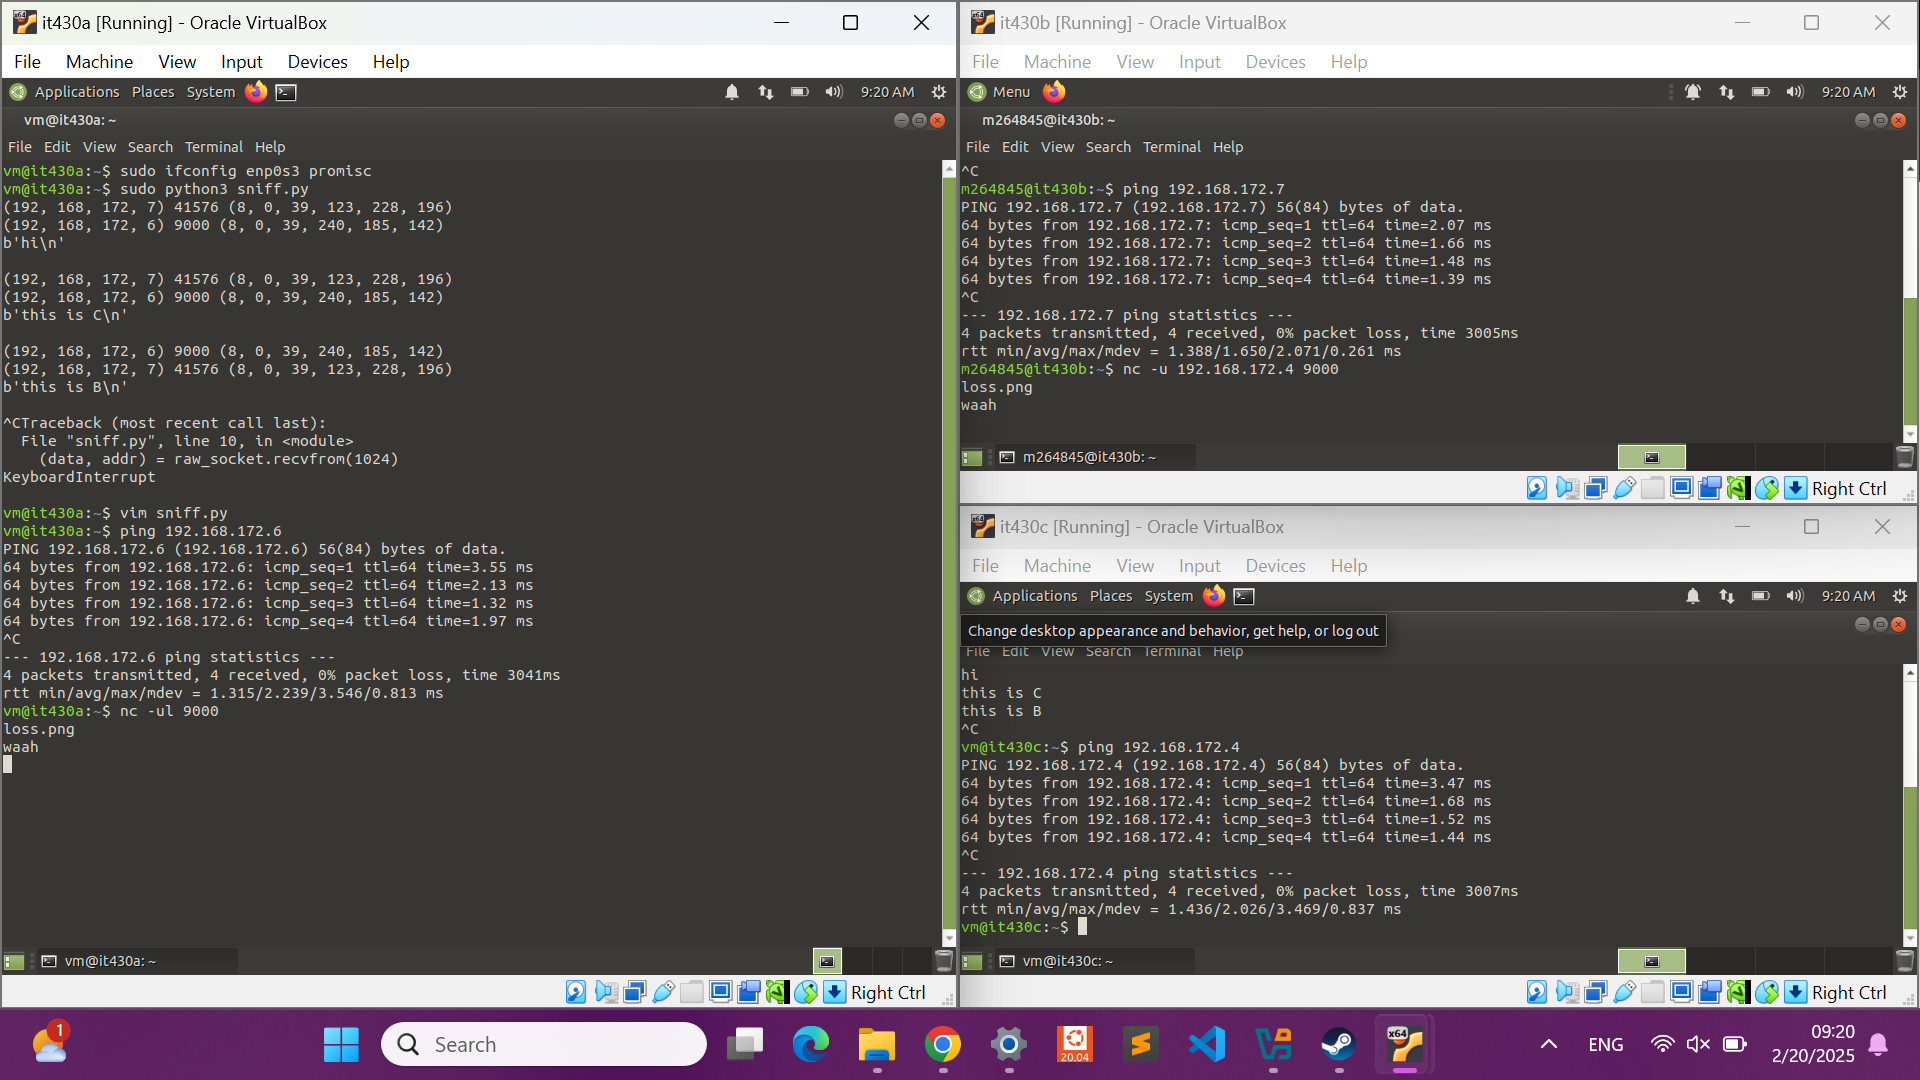 it430a [Running] - Oracle VirtualBox
File Machine View Input Devices Help
Applications Places System 9:20 AM
vm@it430a: ~
File Edit View Search Terminal Help
vm@it430a:~$ sudo ifconfig enp0s3 promisc
vm@it430a:~$ sudo python3 sniff.py
(192, 168, 172, 7) 41576 (8, 0, 39, 123, 228, 196)
(192, 168, 172, 6) 9000 (8, 0, 39, 240, 185, 142)
b'hi\n'
(192, 168, 172, 7) 41576 (8, 0, 39, 123, 228, 196)
(192, 168, 172, 6) 9000 (8, 0, 39, 240, 185, 142)
b'this is C\n'
(192, 168, 172, 6) 9000 (8, 0, 39, 240, 185, 142)
(192, 168, 172, 7) 41576 (8, 0, 39, 123, 228, 196)
b'this is B\n'
^CTraceback (most recent call last):
File "sniff.py", line 10, in <module>
(data, addr) = raw_socket.recvfrom(1024)
KeyboardInterrupt
vm@it430a:~$ vim sniff.py
vm@it430a:~$ ping 192.168.172.6
PING 192.168.172.6 (192.168.172.6) 56(84) bytes of data.
64 bytes from 192.168.172.6: icmp_seq=1 ttl=64 time=3.55 ms
64 bytes from 192.168.172.6: icmp_seq=2 ttl=64 time=2.13 ms
64 bytes from 192.168.172.6: icmp_seq=3 ttl=64 time=1.32 ms
64 bytes from 192.168.172.6: icmp_seq=4 ttl=64 time=1.97 ms
^C
--- 192.168.172.6 ping statistics ---
4 packets transmitted, 4 received, 0% packet loss, time 3041ms
rtt min/avg/max/mdev = 1.315/2.239/3.546/0.813 ms
vm@it430a:~$ nc -ul 9000
loss.png
waah
vm@it430a: ~
Right Ctrl
it430b [Running] - Oracle VirtualBox
File Machine View Input Devices Help
Menu 9:20 AM
m264845@it430b: ~
File Edit View Search Terminal Help
^C
m264845@it430b:~$ ping 192.168.172.7
PING 192.168.172.7 (192.168.172.7) 56(84) bytes of data.
64 bytes from 192.168.172.7: icmp_seq=1 ttl=64 time=2.07 ms
64 bytes from 192.168.172.7: icmp_seq=2 ttl=64 time=1.66 ms
64 bytes from 192.168.172.7: icmp_seq=3 ttl=64 time=1.48 ms
64 bytes from 192.168.172.7: icmp_seq=4 ttl=64 time=1.39 ms
^C
--- 192.168.172.7 ping statistics ---
4 packets transmitted, 4 received, 0% packet loss, time 3005ms
rtt min/avg/max/mdev = 1.388/1.650/2.071/0.261 ms
m264845@it430b:~$ nc -u 192.168.172.4 9000
loss.png
waah
m264845@it430b: ~
Right Ctrl
it430c [Running] - Oracle VirtualBox
File Machine View Input Devices Help
Applications Places System 9:20 AM
Change desktop appearance and behavior, get help, or log out
File Edit View Search Terminal Help
hi
this is C
this is B
^C
vm@it430c:~$ ping 192.168.172.4
PING 192.168.172.4 (192.168.172.4) 56(84) bytes of data.
64 bytes from 192.168.172.4: icmp_seq=1 ttl=64 time=3.47 ms
64 bytes from 192.168.172.4: icmp_seq=2 ttl=64 time=1.68 ms
64 bytes from 192.168.172.4: icmp_seq=3 ttl=64 time=1.52 ms
64 bytes from 192.168.172.4: icmp_seq=4 ttl=64 time=1.44 ms
^C
--- 192.168.172.4 ping statistics ---
4 packets transmitted, 4 received, 0% packet loss, time 3007ms
rtt min/avg/max/mdev = 1.436/2.026/3.469/0.837 ms
vm@it430c:~$
vm@it430c: ~
Right Ctrl
1
Search
20.04
x64
ENG
09:20
2/20/2025